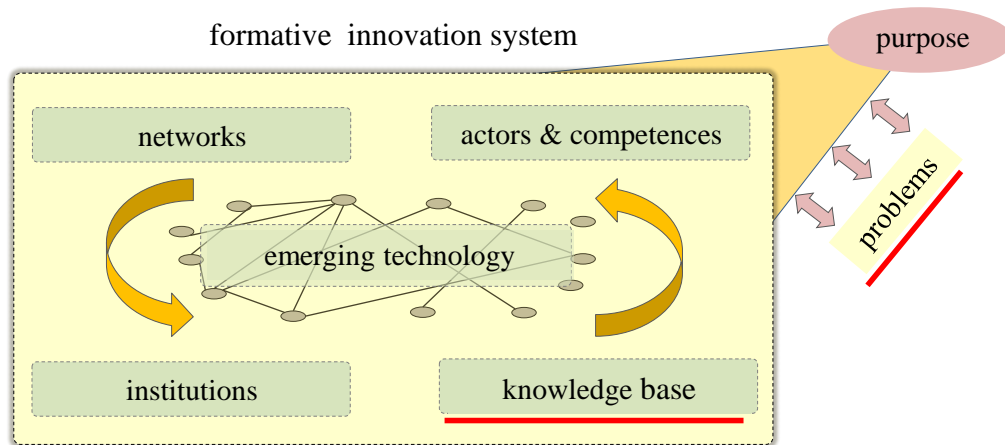 formative innovation system
purpose
networks
actors & competences
problems
emerging technology
institutions
knowledge base